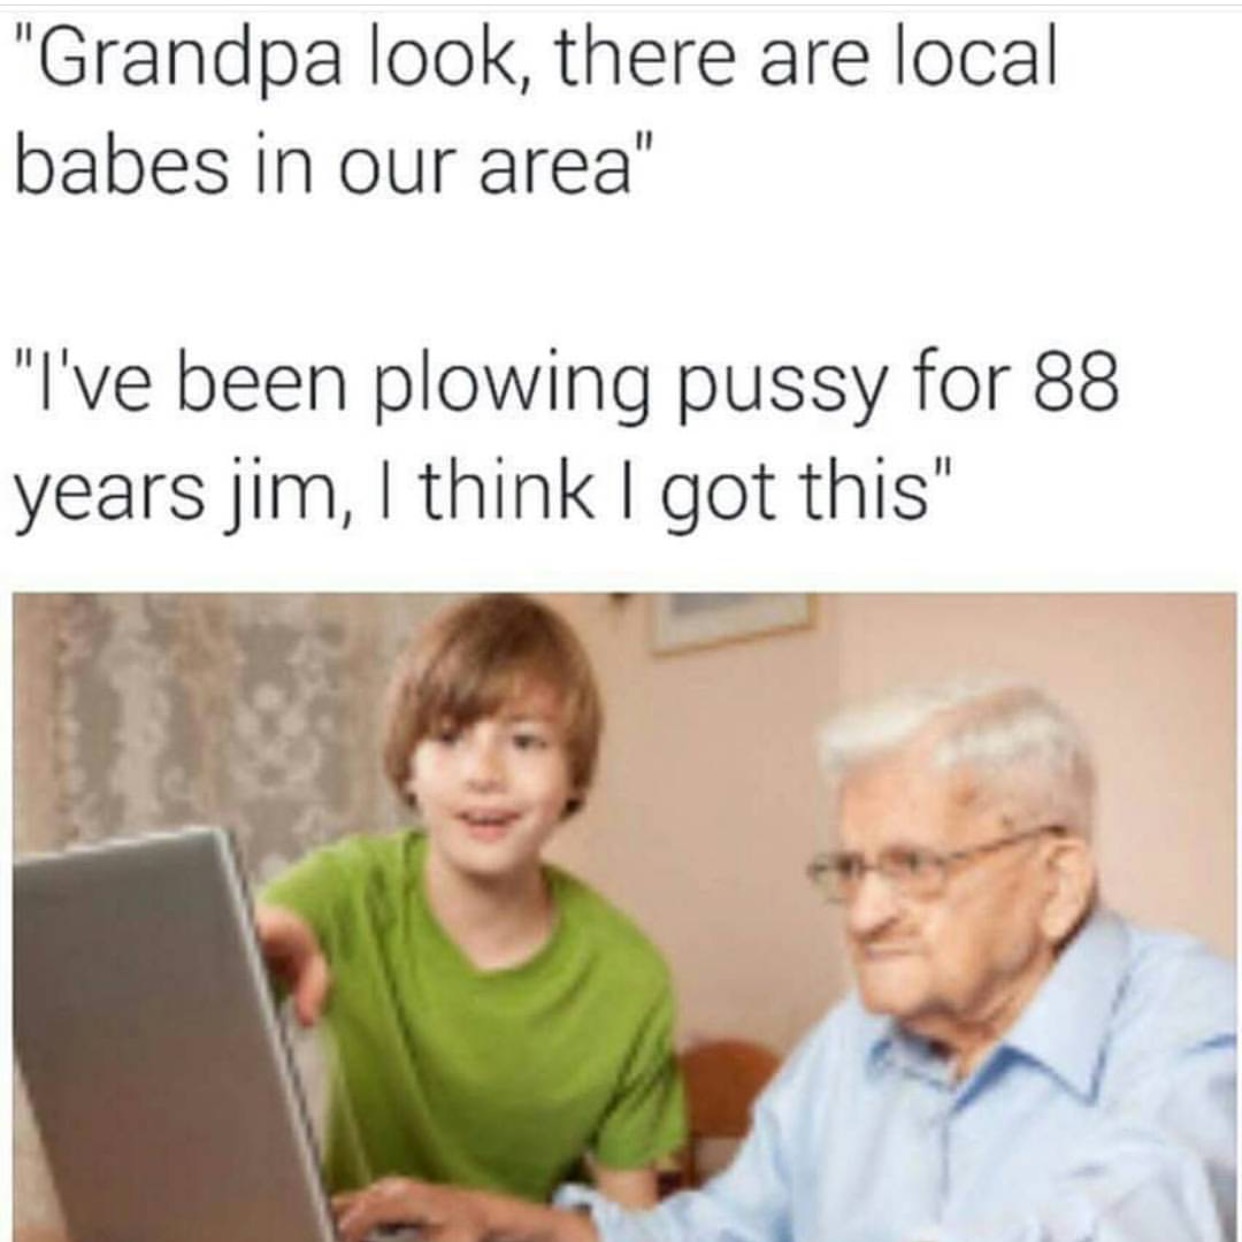 "Grandpa look, there are local
babes in our area"
"I've been plowing pussy for 88
years jim, I think I got this"